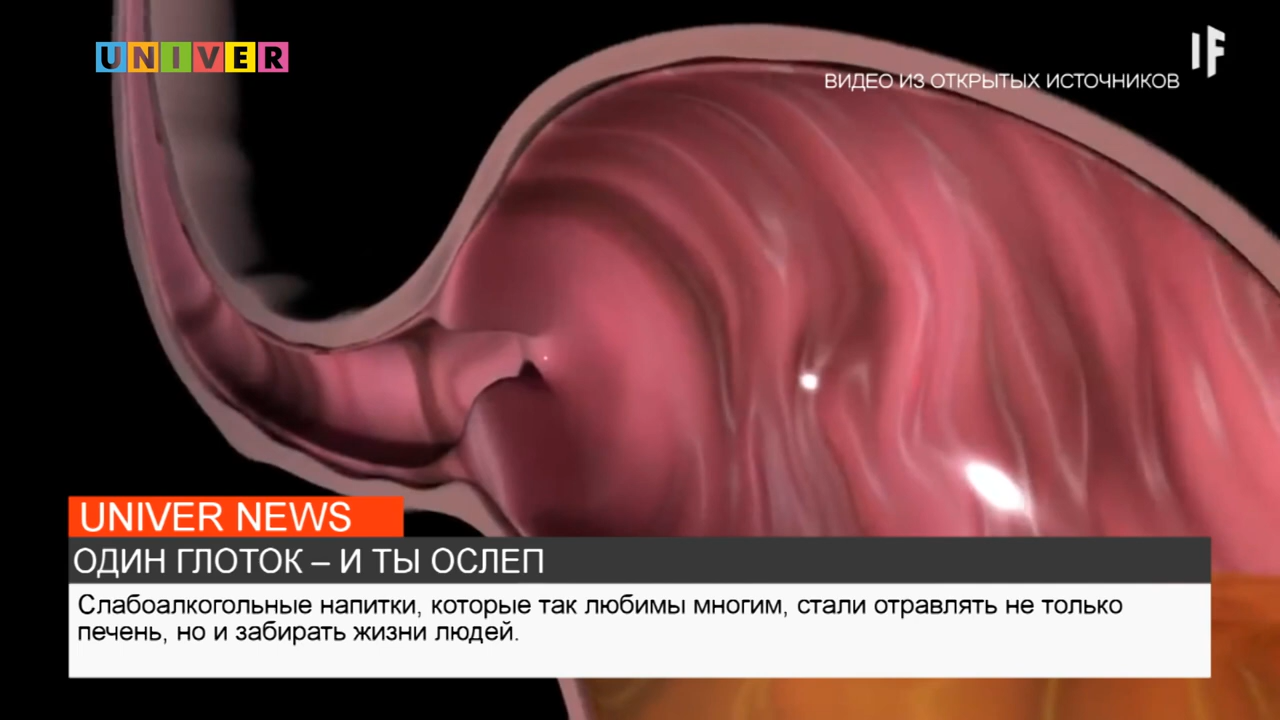 UNIVER
IF
ВИДЕО ИЗ ОТКРЫТЫХ ИСТОЧНИКОВ
UNIVER NEWS
ОДИН ГЛОТОК – И ТЫ ОСЛЕП
Слабоалкогольные напитки, которые так любимы многим, стали отравлять не только
печень, но и забирать жизни людей.